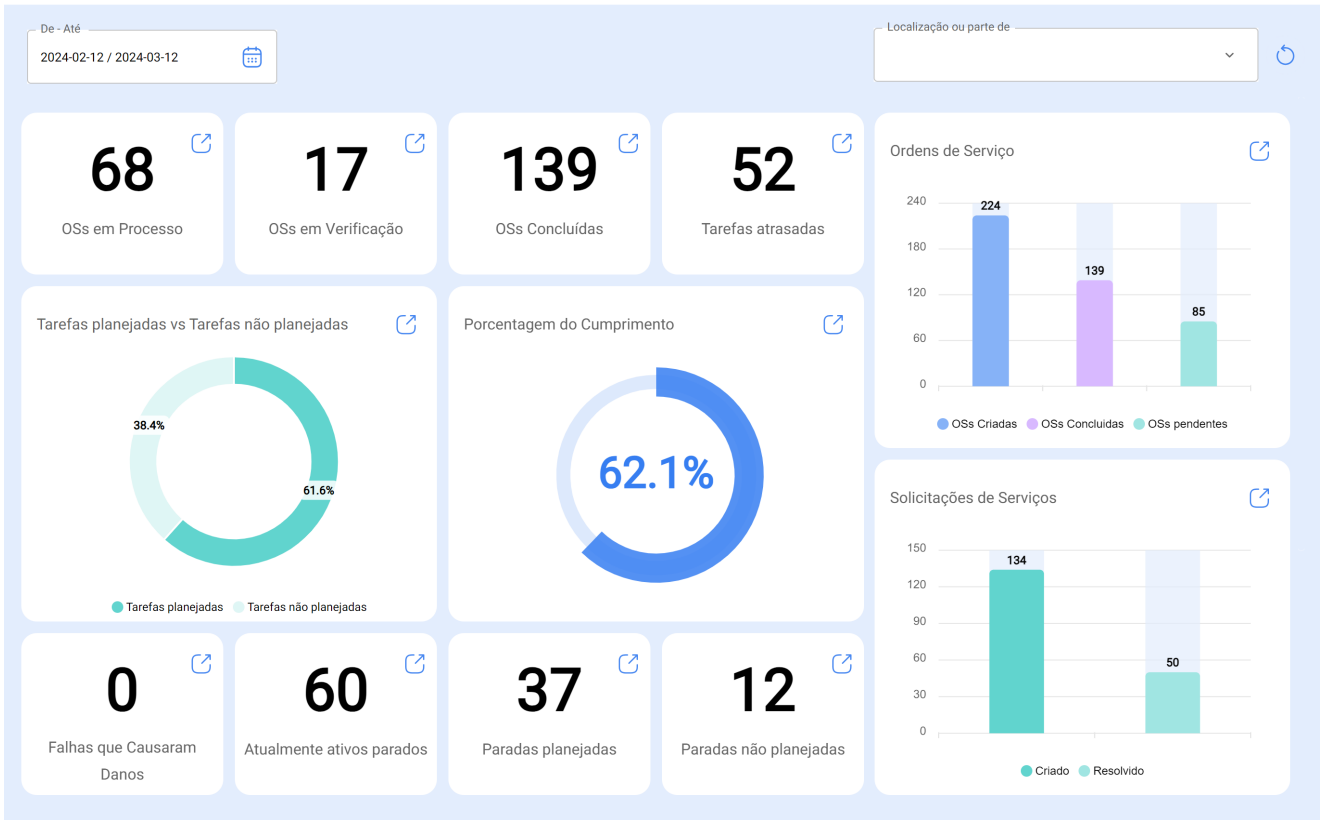 De - Até
2024-02-12 / 2024-03-12
Localização ou parte de
68
OSs em Processo
17
OSs em Verificação
139
OSs Concluídas
52
Tarefas atrasadas
Ordens de Serviço
240
180
120
60
0
224
139
85
OSs Criadas
OSs Concluidas
OSs pendentes
Tarefas planejadas vs Tarefas não planejadas
38.4%
61.6%
Tarefas planejadas
Tarefas não planejadas
Porcentagem do Cumprimento
62.1%
Solicitações de Serviços
150
120
90
60
30
0
134
50
Criado
Resolvido
0
Falhas que Causaram
Danos
60
Atualmente ativos parados
37
Paradas planejadas
12
Paradas não planejadas